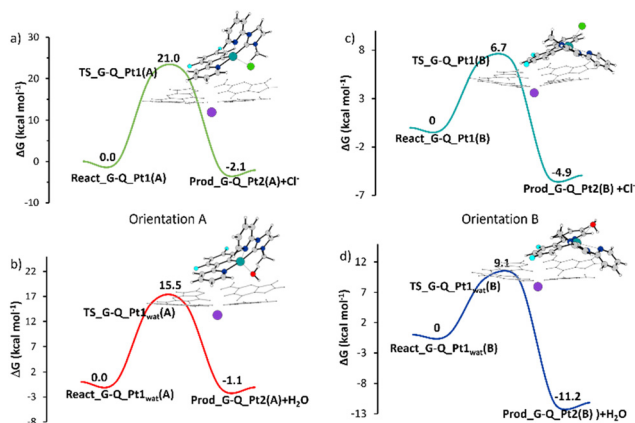 a)
ΔG (kcal mol⁻¹)
30
20
10
0
-10
21.0
TS_G-Q_Pt1(A)
0.0
React_G-Q_Pt1(A)
-2.1
Prod_G-Q_Pt2(A)+Cl⁻
c)
ΔG (kcal mol⁻¹)
8
3
-2
-7
6.7
TS_G-Q_Pt1(B)
0
React_G-Q_Pt1(B)
-4.9
Prod_G-Q_Pt2(B) +Cl⁻
Orientation A
Orientation B
b)
ΔG (kcal mol⁻¹)
22
17
12
7
2
-3
-8
15.5
TS_G-Q_Pt1wat(A)
0.0
React_G-Q_Pt1wat(A)
-1.1
Prod_G-Q_Pt2(A)+H₂O
d)
ΔG (kcal mol⁻¹)
12
7
2
-3
-8
-13
9.1
TS_G-Q_Pt1wat(B)
0
React_G-Q_Pt1wat(B)
-11.2
Prod_G-Q_Pt2(B) )+H₂O